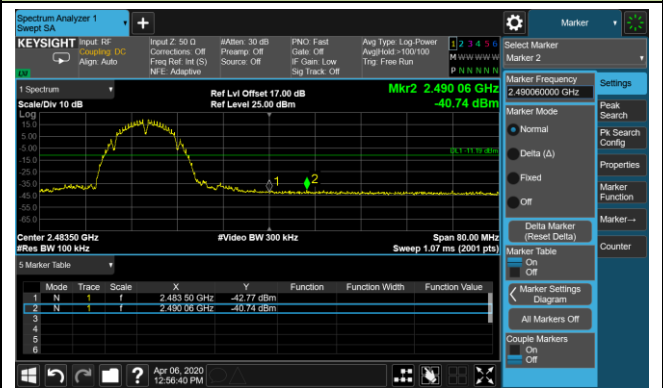 Spectrum Analyzer 1
Swept SA
Marker
KEYSIGHT
Input: RF
Coupling: DC
Align: Auto
Input Z: 50 Ω
Corrections: Off
Freq Ref: Int (S)
NFE: Adaptive
#Atten: 30 dB
Preamp: Off
Source: Off
PNO: Fast
Gate: Off
IF Gain: Low
Sig Track: Off
Avg Type: Log-Power
Avg|Hold >100/100
Trig: Free Run
1 2 3 4 5 6
M W W W W W
P N N N N N
LXI
Select Marker
Marker 2
1 Spectrum
Scale/Div 10 dB
Ref Lvl Offset 17.00 dB
Ref Level 25.00 dBm
Mkr2 2.490 06 GHz
-40.74 dBm
Log
15.0
5.00
-5.00
-15.0
-25.0
-35.0
-45.0
-55.0
-65.0
DL1 -11.19 dBm
1
2
Center 2.48350 GHz
#Res BW 100 kHz
#Video BW 300 kHz
Span 80.00 MHz
Sweep 1.07 ms (2001 pts)
5 Marker Table
Mode Trace Scale X Y Function Function Width Function Value
1 N 1 f 2.483 50 GHz -42.77 dBm
2 N 1 f 2.490 06 GHz -40.74 dBm
3
4
5
6
Marker Frequency
2.490060000 GHz
Marker Mode
Normal
Delta (Δ)
Fixed
Off
Delta Marker
(Reset Delta)
Marker Table
On
Off
Marker Settings
Diagram
All Markers Off
Couple Markers
On
Off
Settings
Peak
Search
Pk Search
Config
Properties
Marker
Function
Marker→
Counter
?
Apr 06, 2020
12:56:40 PM